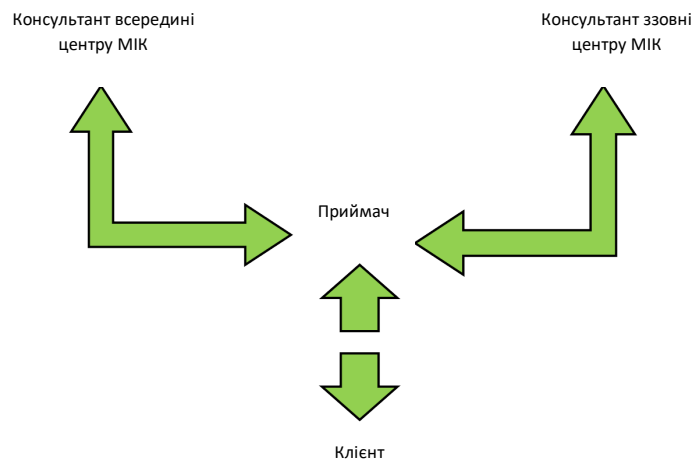 Консультант всередині
центру МІК
Консультант ззовні
центру МІК
Приймач
Клієнт